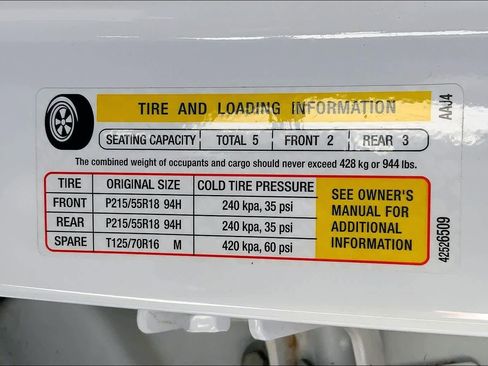 TIRE AND LOADING INFORMATION
SEATING CAPACITY TOTAL 5 FRONT 2 REAR 3
The combined weight of occupants and cargo should never exceed 428 kg or 944 lbs.
TIRE ORIGINAL SIZE COLD TIRE PRESSURE
FRONT P215/55R18 94H 240 kpa, 35 psi
REAR P215/55R18 94H 240 kpa, 35 psi
SPARE T125/70R16 M 420 kpa, 60 psi
SEE OWNER'S
MANUAL FOR
ADDITIONAL
INFORMATION
AAJ4
42526509